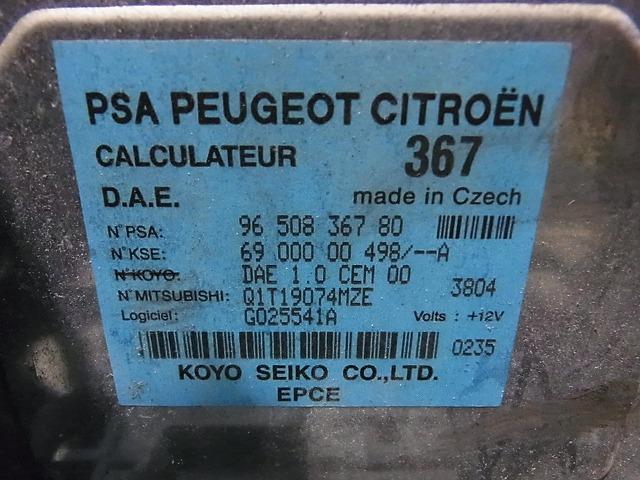 PSA PEUGEOT CITROËN
CALCULATEUR 367
D.A.E. made in Czech
N°PSA: 96 508 367 80
N°KSE: 69 000 00 498/--A
N°KOYO: DAE 1.0 CEM 00
N°MITSUBISHI: Q1T19074MZE 3804
Logiciel: G025541A Volts : +12V
0235
KOYO SEIKO CO.,LTD.
EPCE